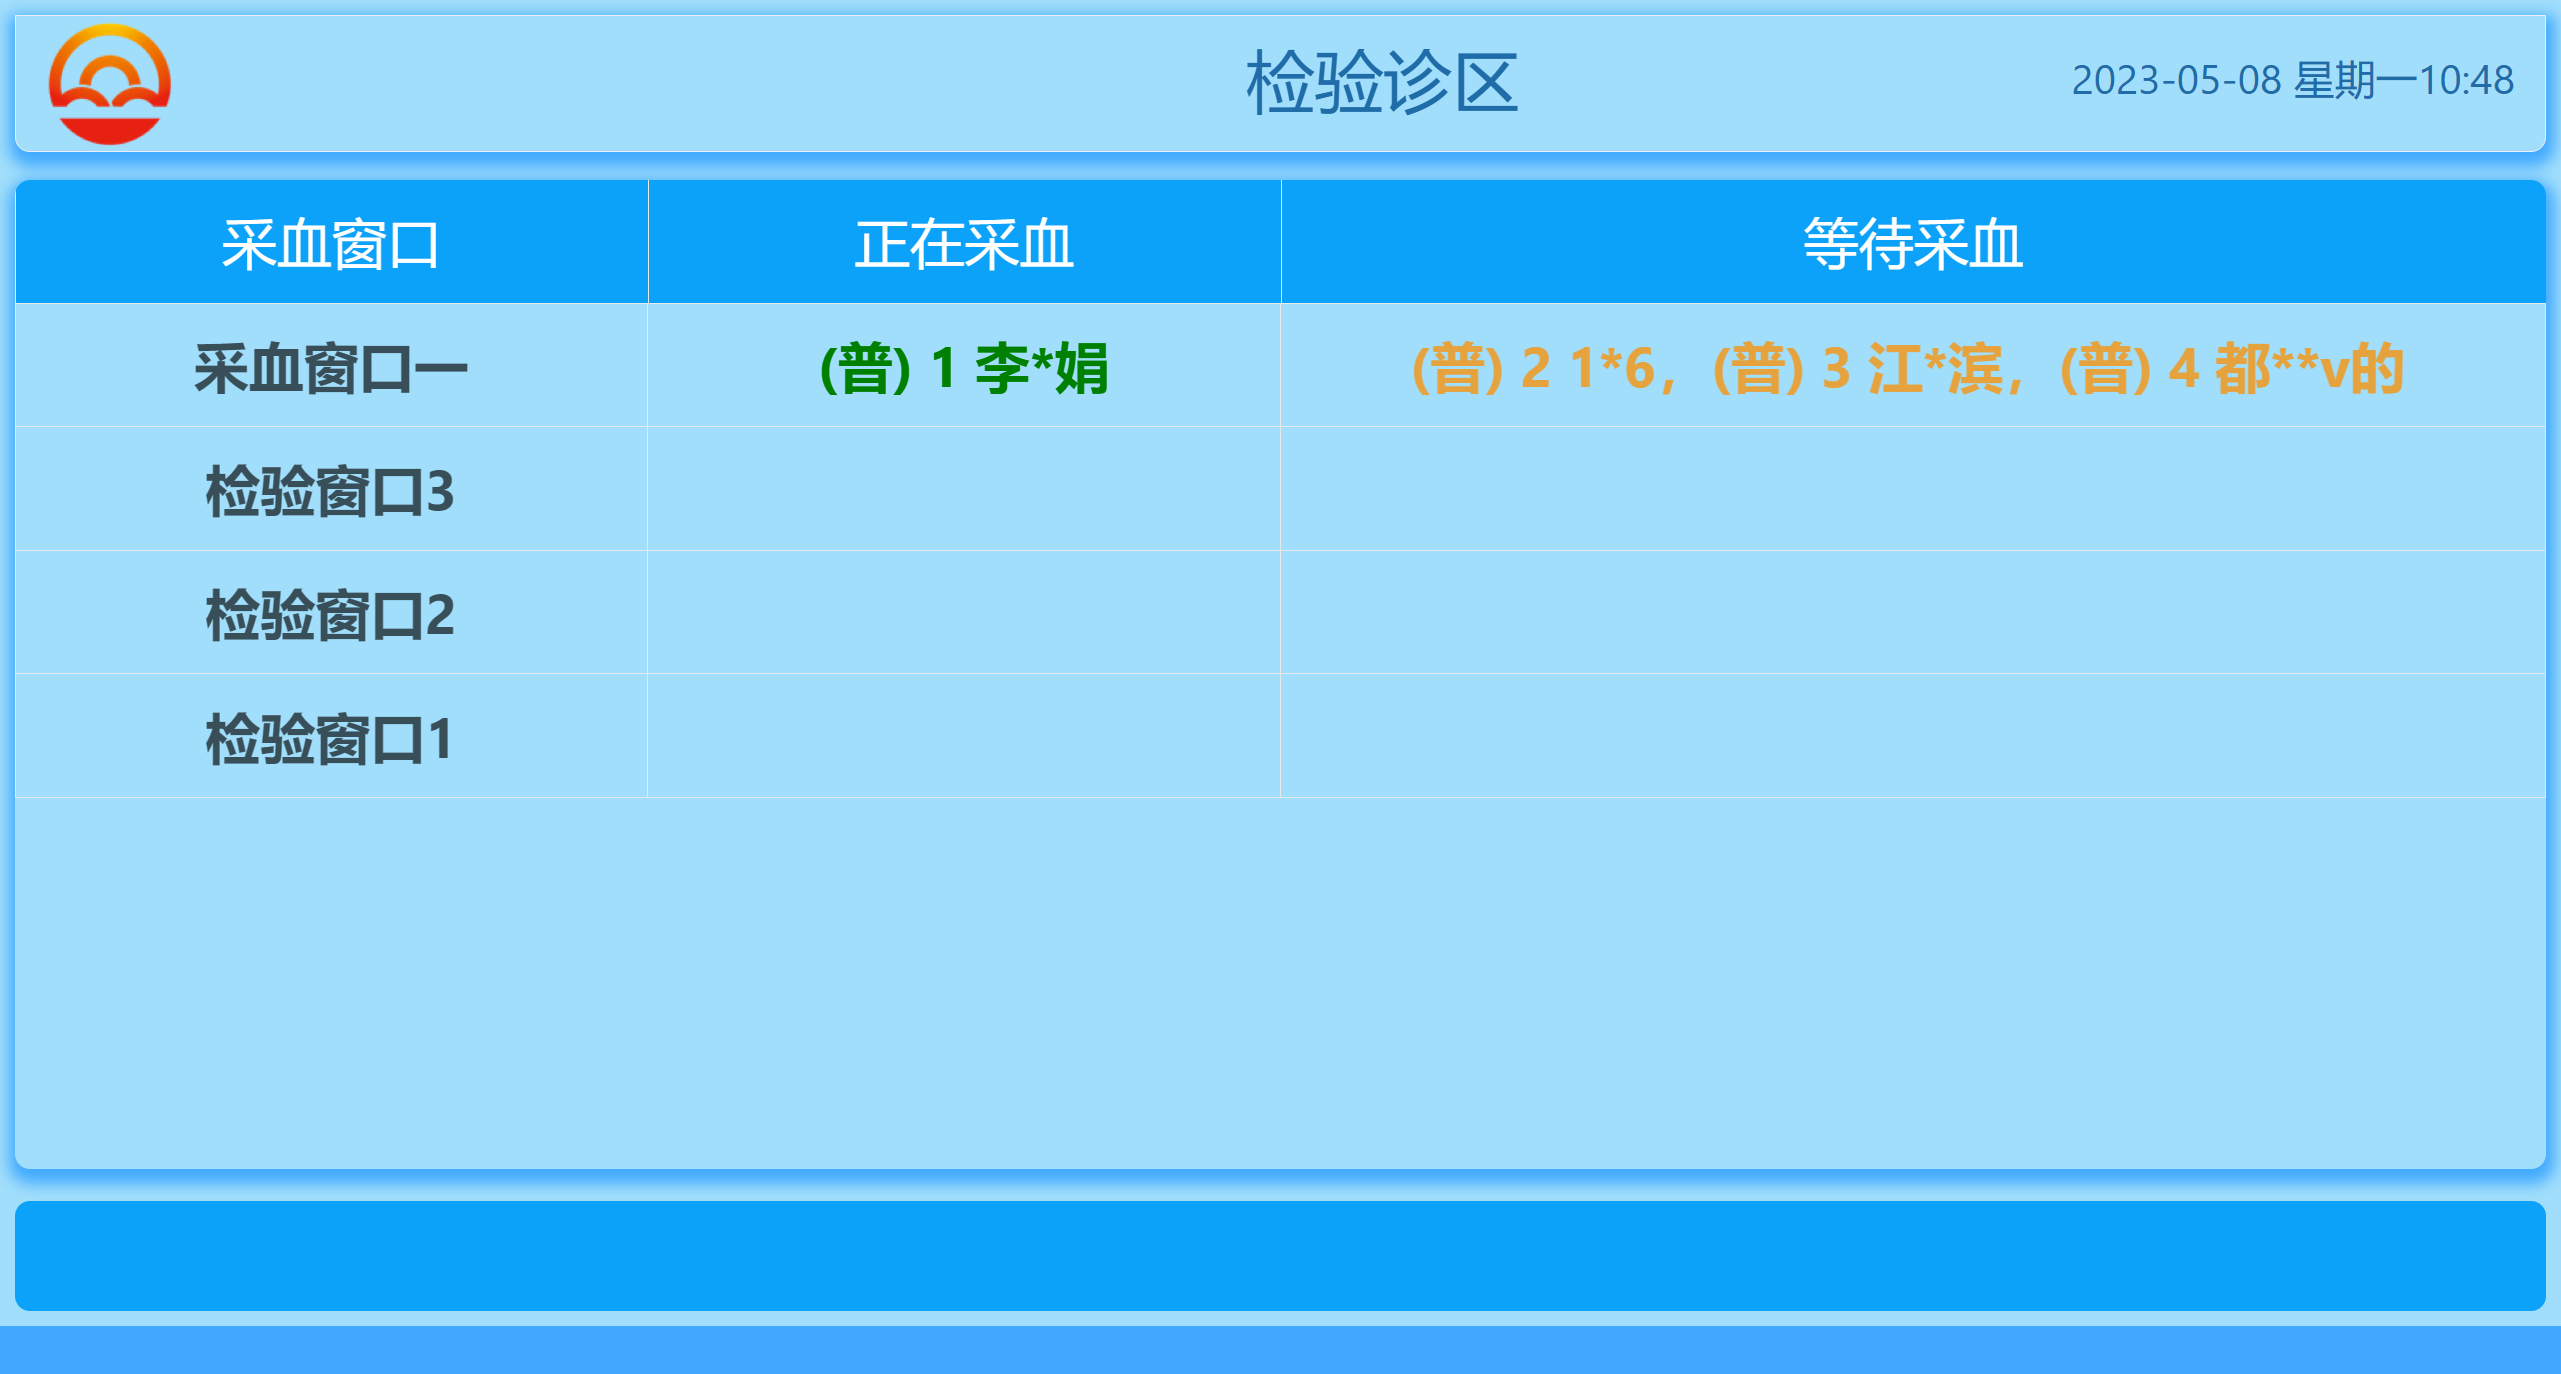 检验诊区
2023-05-08 星期一10:48
采血窗口 正在采血 等待采血
采血窗口一 (普) 1 李*娟 (普) 2 1*6，(普) 3 江*滨，(普) 4 都**v的
检验窗口3
检验窗口2
检验窗口1